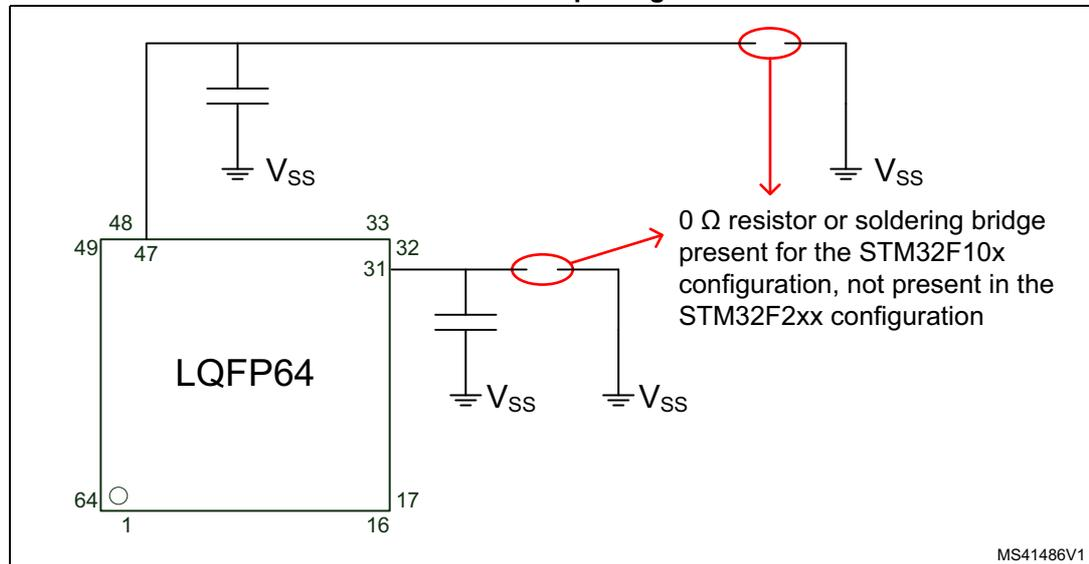 V_SS
V_SS
0 Ω resistor or soldering bridge
present for the STM32F10x
configuration, not present in the
STM32F2xx configuration
48
33
49
47
32
31
LQFP64
V_SS
V_SS
64
17
1
16
MS41486V1